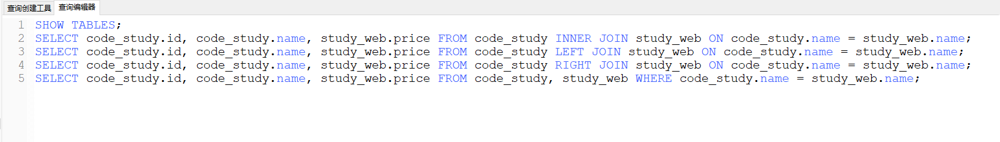 查询创建工具 查询编辑器
1 SHOW TABLES;
2 SELECT code_study.id, code_study.name, study_web.price FROM code_study INNER JOIN study_web ON code_study.name = study_web.name;
3 SELECT code_study.id, code_study.name, study_web.price FROM code_study LEFT JOIN study_web ON code_study.name = study_web.name;
4 SELECT code_study.id, code_study.name, study_web.price FROM code_study RIGHT JOIN study_web ON code_study.name = study_web.name;
5 SELECT code_study.id, code_study.name, study_web.price FROM code_study, study_web WHERE code_study.name = study_web.name;